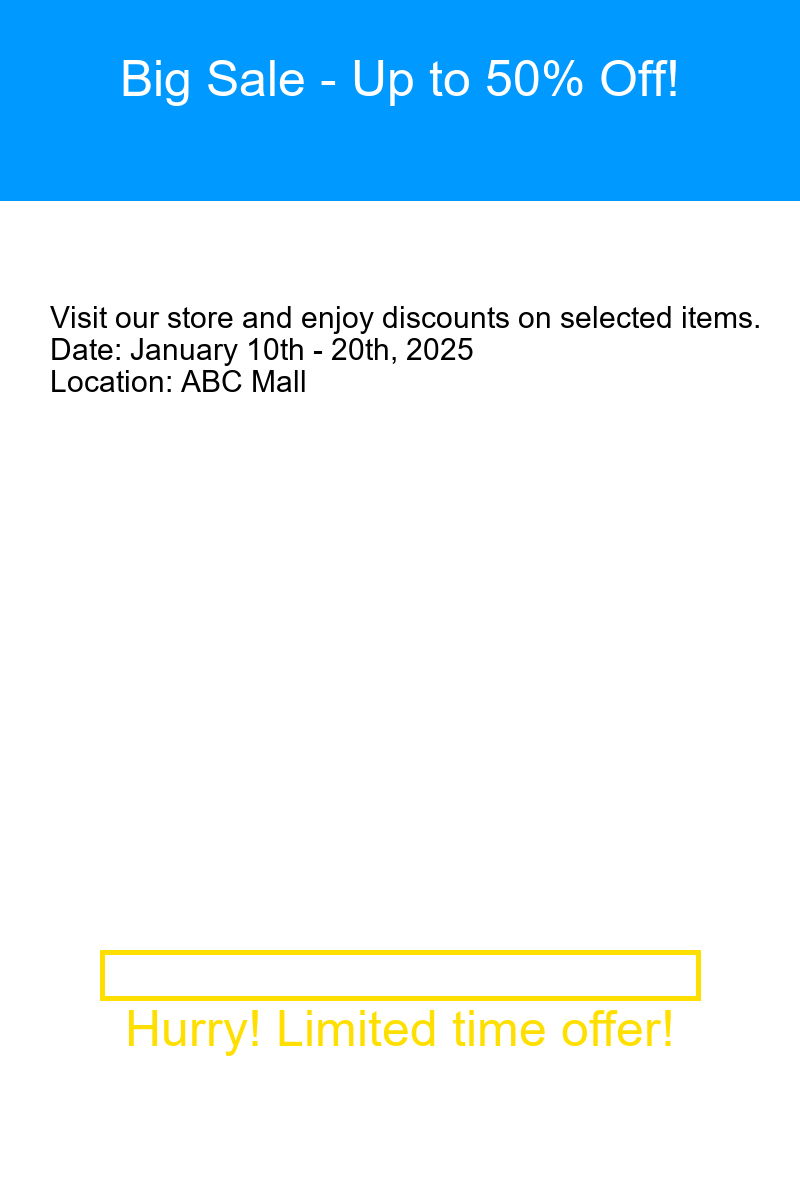 Big Sale - Up to 50% Off!
Visit our store and enjoy discounts on selected items.
Date: January 10th - 20th, 2025
Location: ABC Mall
Hurry! Limited time offer!